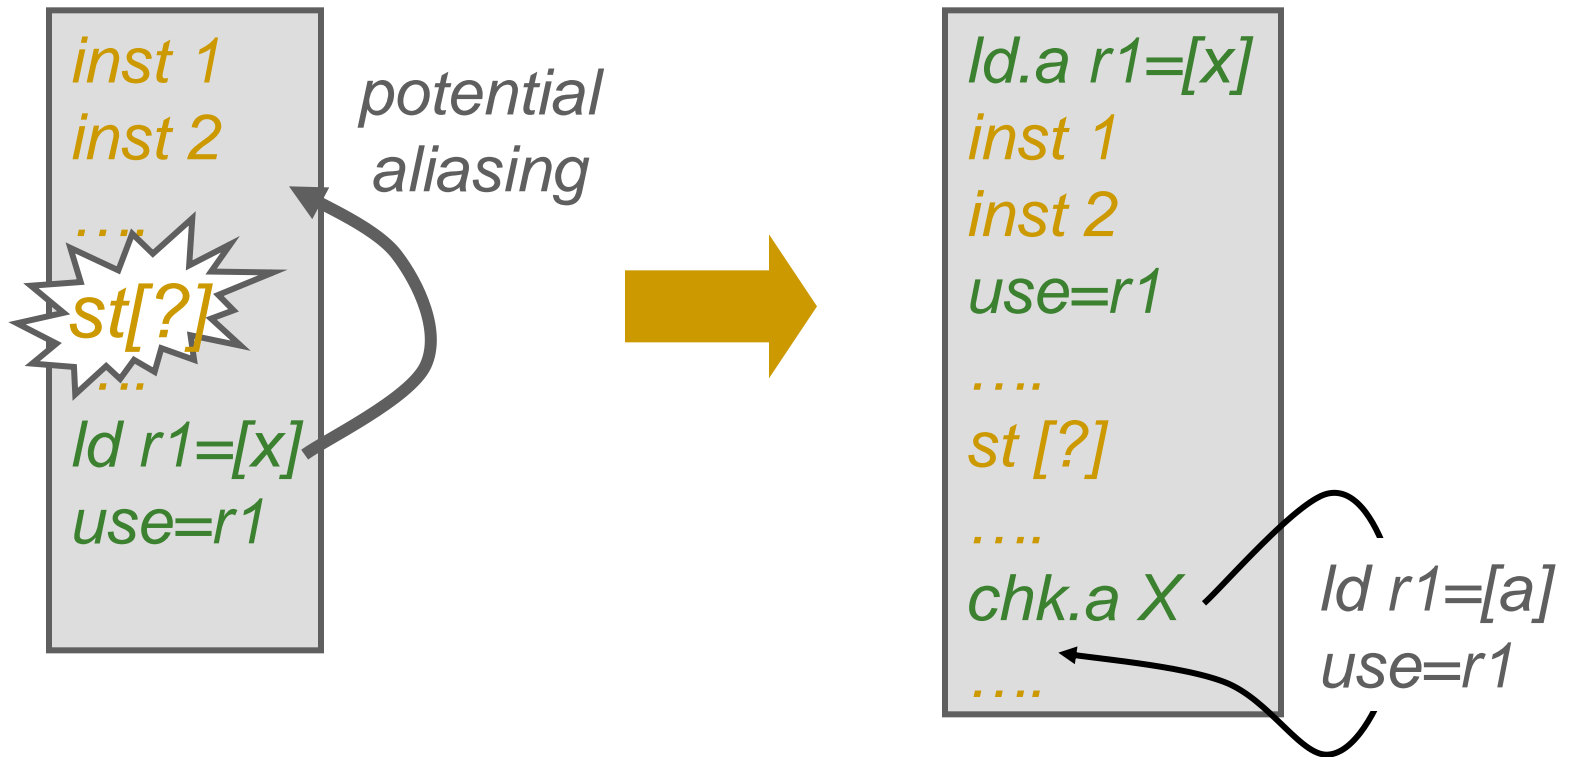 inst 1
inst 2
….
st[?]
….
ld r1=[x]
use=r1
potential
aliasing
ld.a r1=[x]
inst 1
inst 2
use=r1
….
st [?]
….
chk.a X
….
ld r1=[a]
use=r1